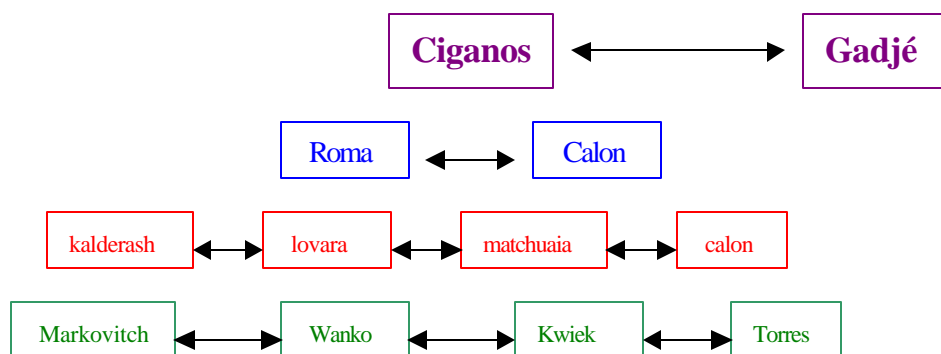 Ciganos Gadjé
Roma Calon
kalderash lovara matchuaia calon
Markovitch Wanko Kwiek Torres